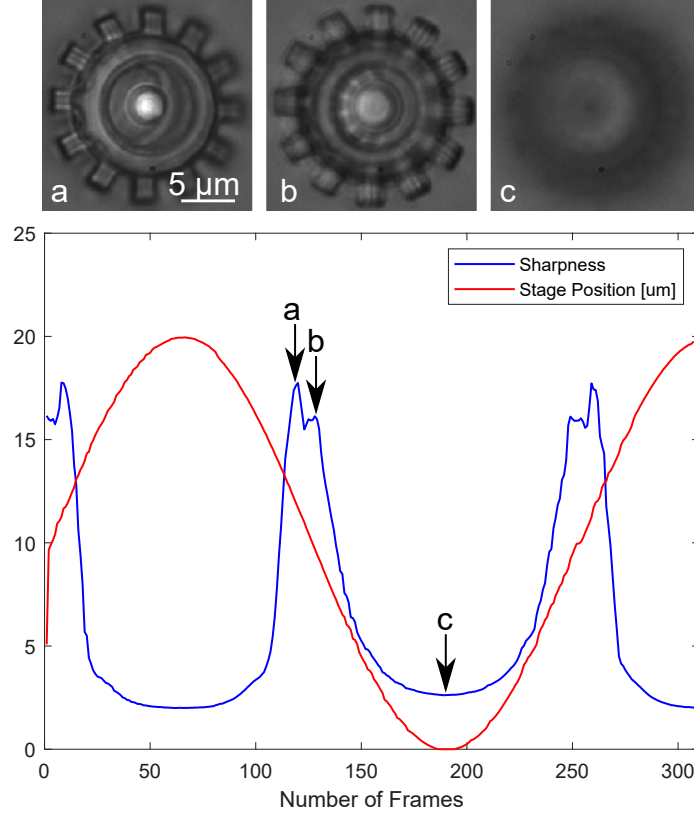 a
5 μm
b
c
25
20
15
10
5
0
Sharpness
Stage Position [um]
a
b
c
0
50
100
150
200
250
300
Number of Frames